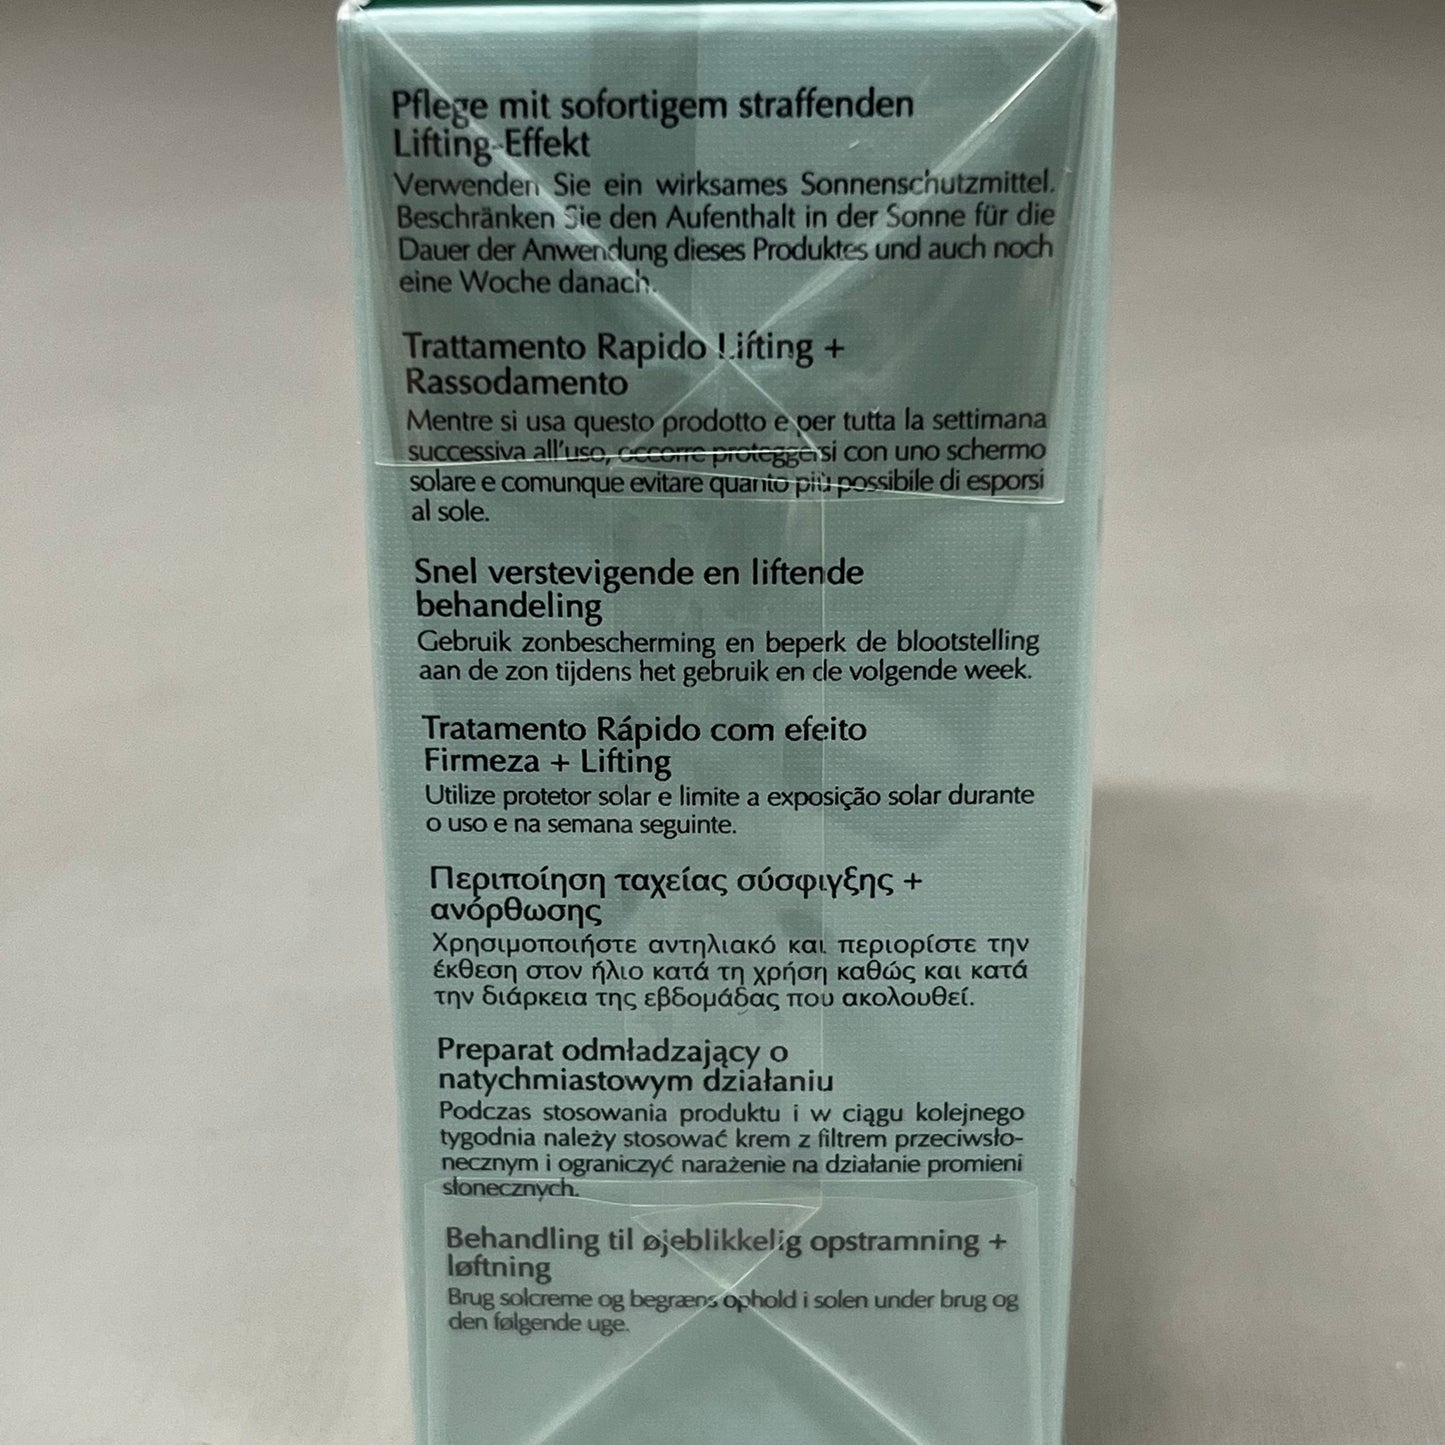 Pflege mit sofortigem straffenden
Lifting-Effekt
Verwenden Sie ein wirksames Sonnenschutzmittel.
Beschränken Sie den Aufenthalt in der Sonne für die
Dauer der Anwendung dieses Produktes und auch noch
eine Woche danach.
Trattamento Rapido Lifting +
Rassodamento
Mentre si usa questo prodotto e per tutta la settimana
successiva all'uso, occorre proteggersi con uno schermo
solare e comunque evitare quanto più possibile di esporsi
al sole.
Snel verstevigende en liftende
behandeling
Gebruik zonbescherming en beperk de blootstelling
aan de zon tijdens het gebruik en de volgende week.
Tratamento Rápido com efeito
Firmeza + Lifting
Utilize protetor solar e limite a exposição solar durante
o uso e na semana seguinte.
Περιποίηση ταχείας σύσφιγξης +
ανόρθωσης
Χρησιμοποιήστε αντηλιακό και περιορίστε την
έκθεση στον ήλιο κατά τη χρήση καθώς και κατά
την διάρκεια της εβδομάδας που ακολουθεί.
Preparat odmładzający o
natychmiastowym działaniu
Podczas stosowania produktu i w ciągu kolejnego
tygodnia należy stosować krem z filtrem przeciwsło-
necznym i ograniczyć narażenie na działanie promieni
słonecznych.
Behandling til øjeblikkelig opstramning +
løftning
Brug solcreme og begræns ophold i solen under brug og
den følgende uge.